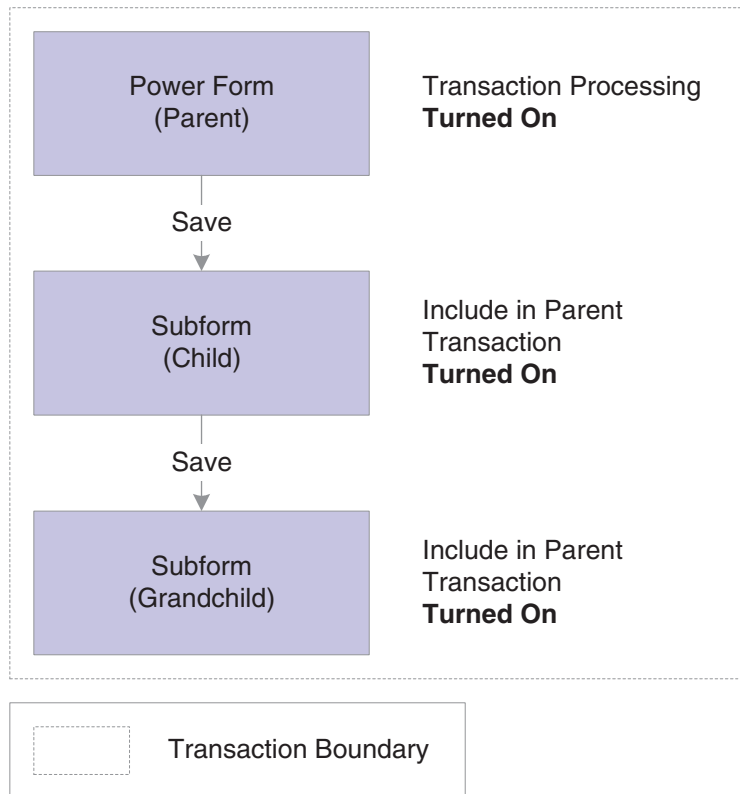 Power Form
(Parent)
Transaction Processing
Turned On
Save
Subform
(Child)
Include in Parent
Transaction
Turned On
Save
Subform
(Grandchild)
Include in Parent
Transaction
Turned On
Transaction Boundary